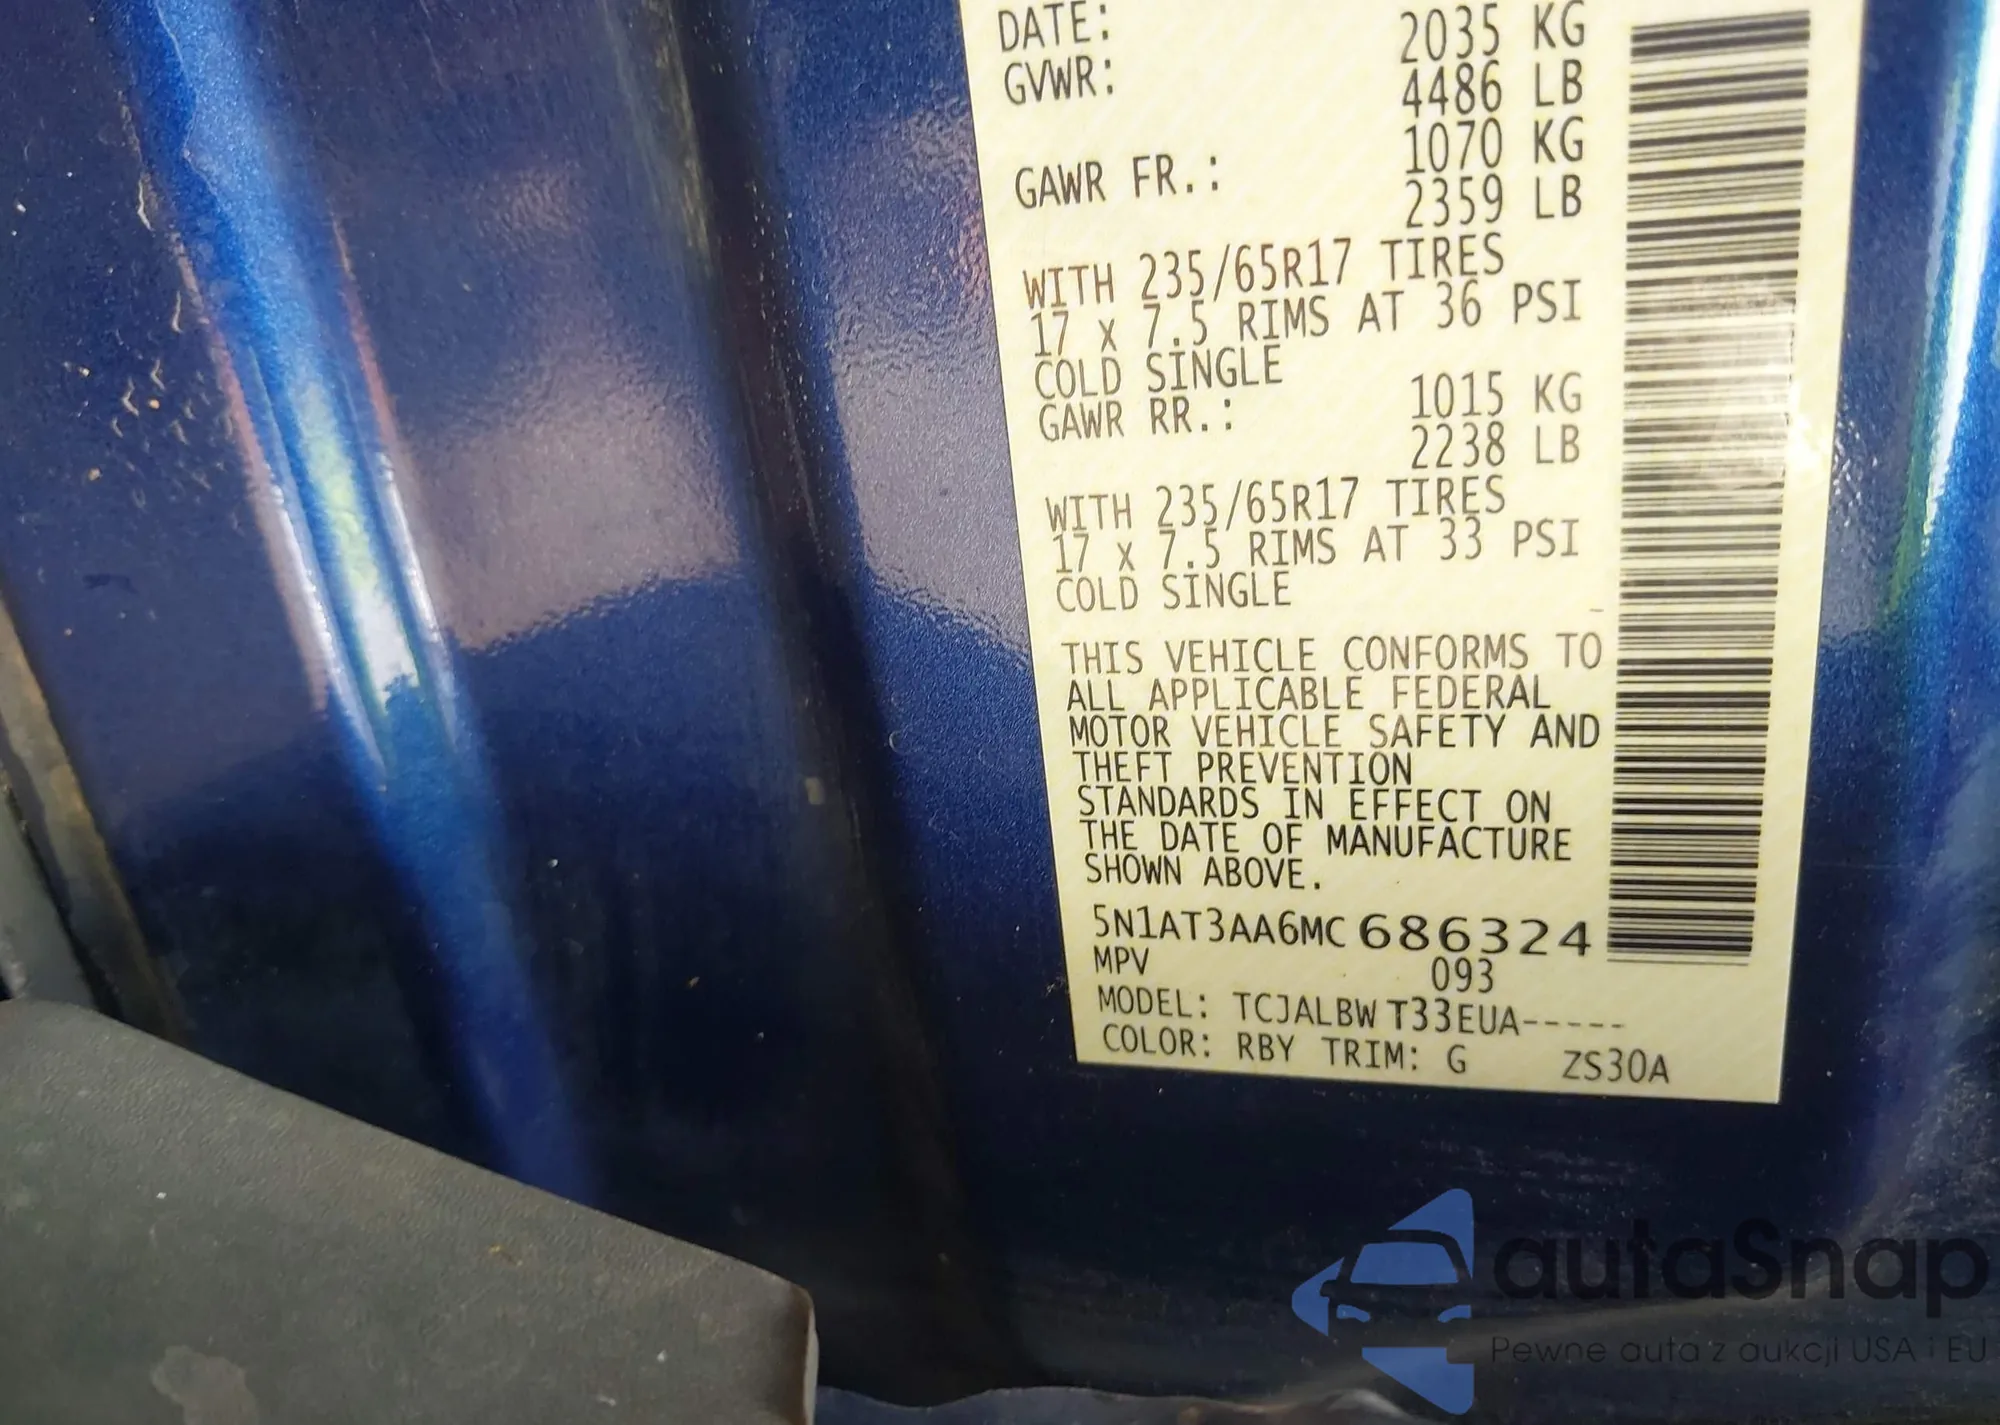 DATE:
2035 KG
GVWR:
4486 LB
1070 KG
GAWR FR.:
2359 LB
WITH 235/65R17 TIRES
17 x 7.5 RIMS AT 36 PSI
COLD SINGLE
1015 KG
GAWR RR.:
2238 LB
WITH 235/65R17 TIRES
17 x 7.5 RIMS AT 33 PSI
COLD SINGLE
THIS VEHICLE CONFORMS TO
ALL APPLICABLE FEDERAL
MOTOR VEHICLE SAFETY AND
THEFT PREVENTION
STANDARDS IN EFFECT ON
THE DATE OF MANUFACTURE
SHOWN ABOVE.
5N1AT3AA6MC 686324
MPV 093
MODEL: TCJALBW T33EUA-----
COLOR: RBY TRIM: G ZS30A
autaSnap
Pewne auta z aukcji USA i EU